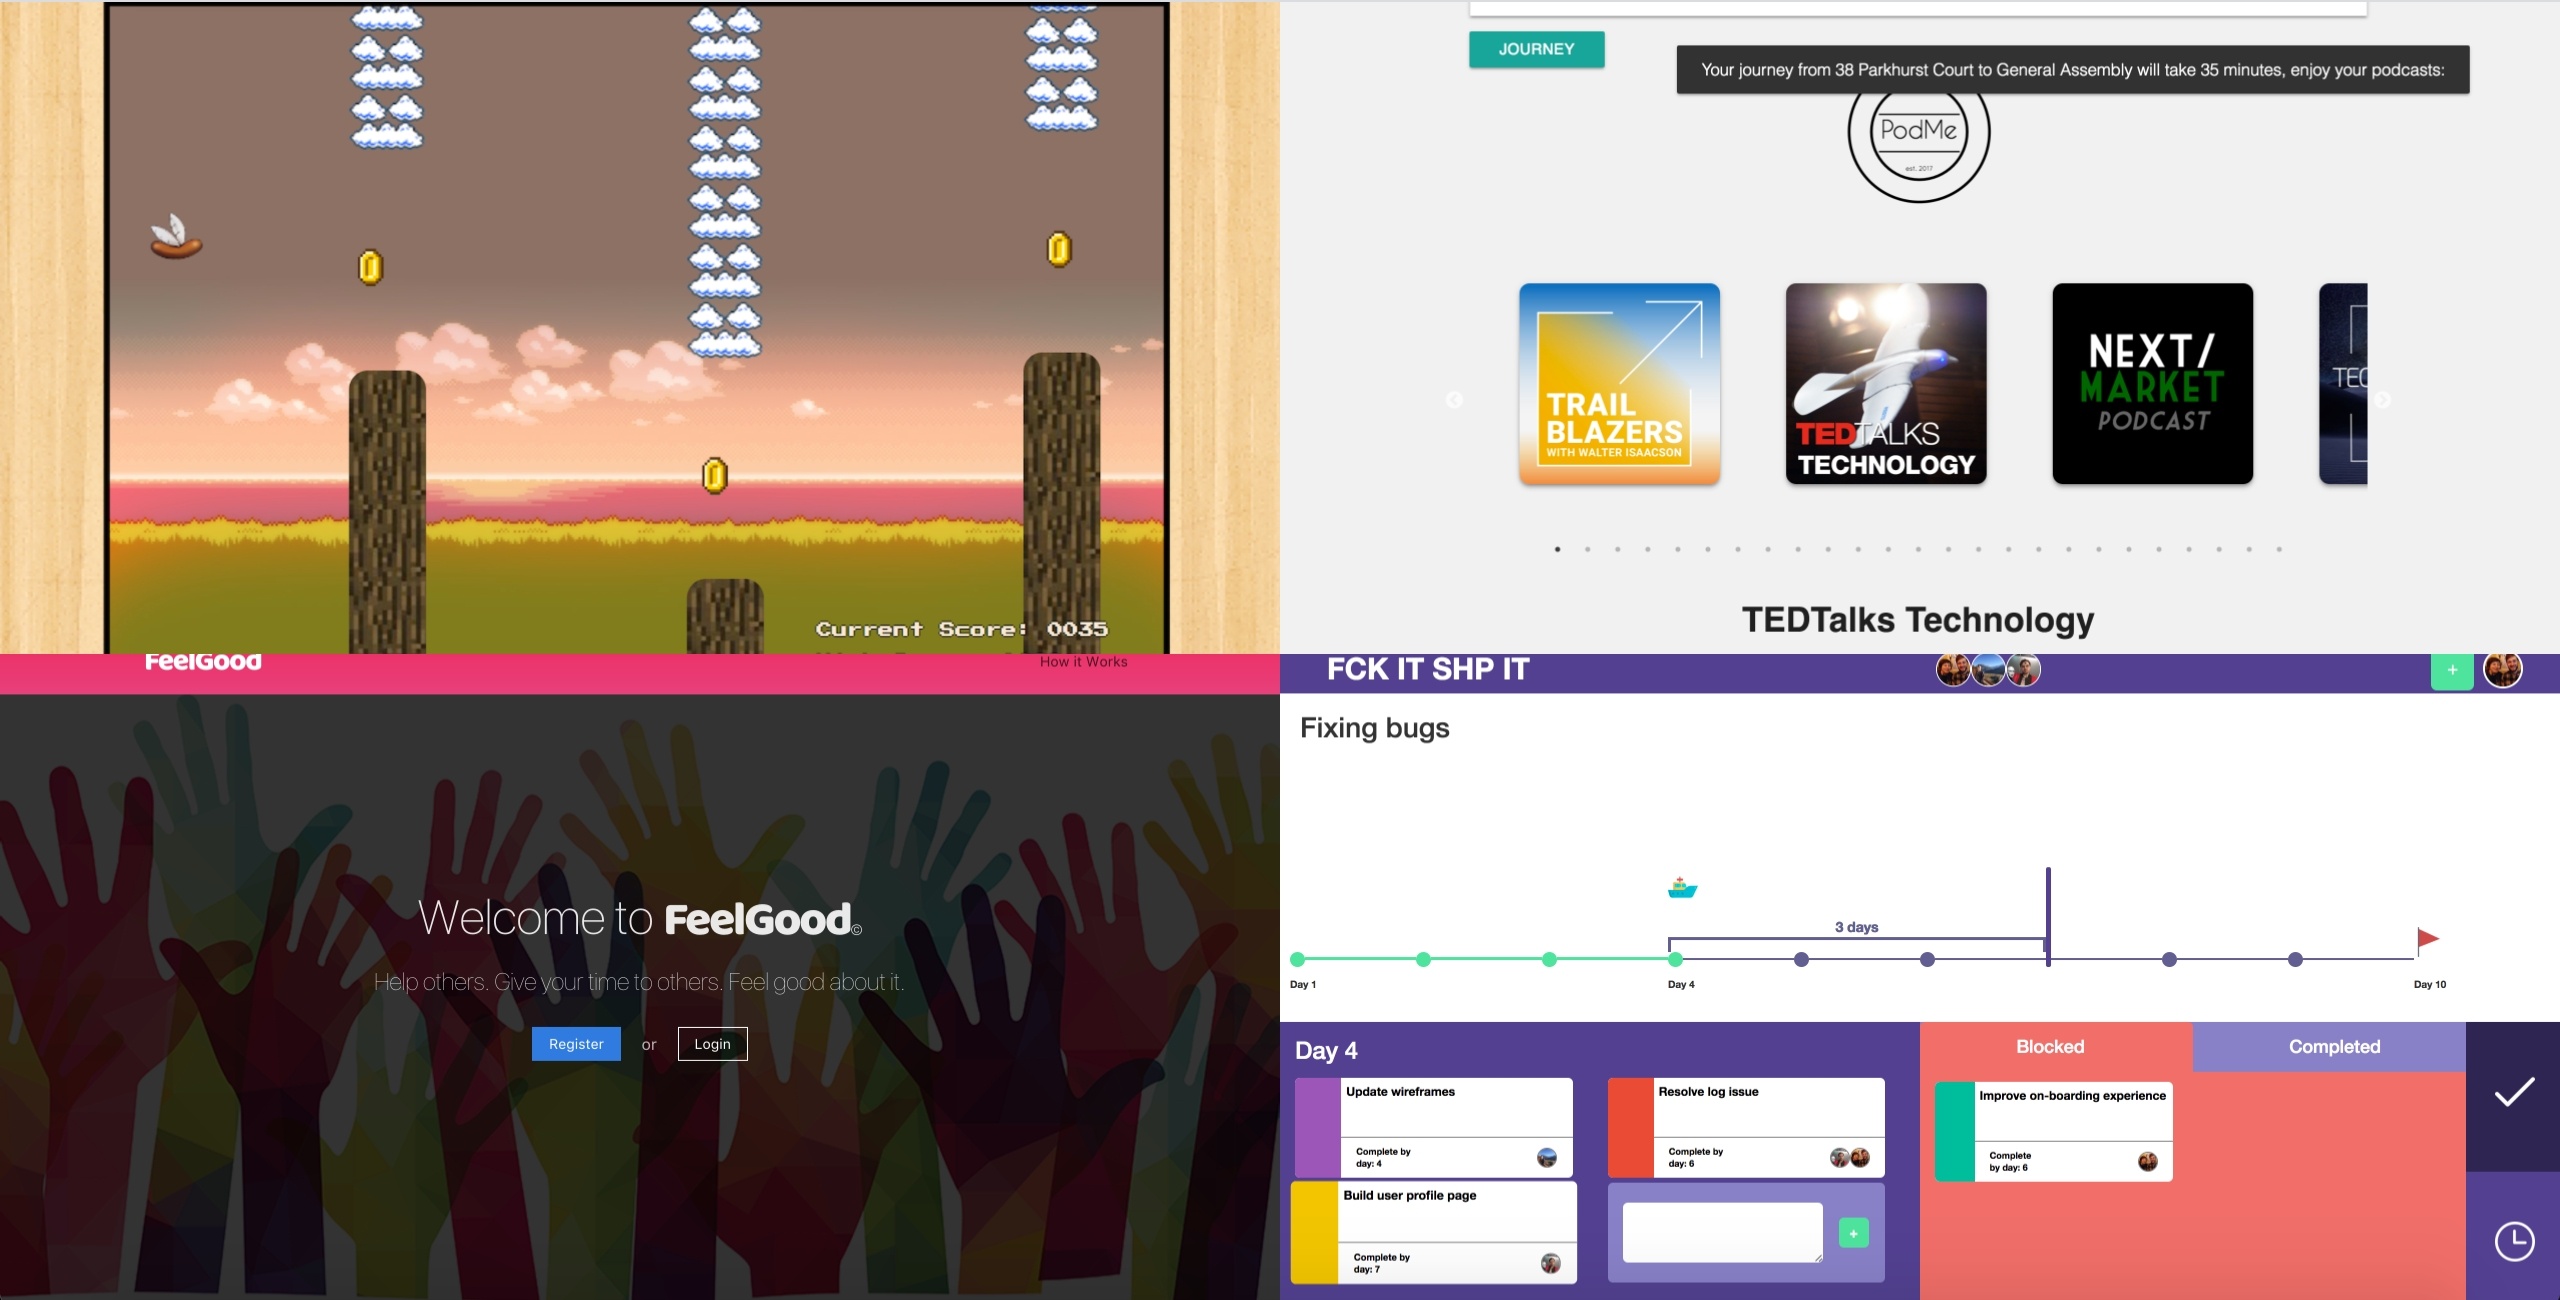 Current Score: 0035
JOURNEY
Your journey from 38 Parkhurst Court to General Assembly will take 35 minutes, enjoy your podcasts:
PodMe
est. 2017
TRAIL
BLAZERS
WITH WALTER ISAACSON
TEDTALKS
TECHNOLOGY
NEXT/
MARKET
PODCAST
TEC
TEDTalks Technology
FeelGood
How it Works
Welcome to FeelGood©
Help others. Give your time to others. Feel good about it.
Register or Login
FCK IT SHP IT
+
Fixing bugs
3 days
Day 1
Day 4
Day 10
Day 4
Update wireframes
Complete by
day: 4
Resolve log issue
Complete by
day: 6
Build user profile page
Complete by
day: 7
+
Blocked
Completed
Improve on-boarding experience
Complete
by day: 6